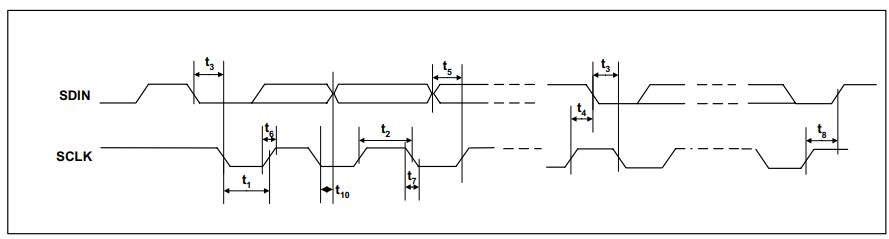 t3 t5 t3
SDIN
t6 t2 t4 t8
SCLK
t1 t10 t7